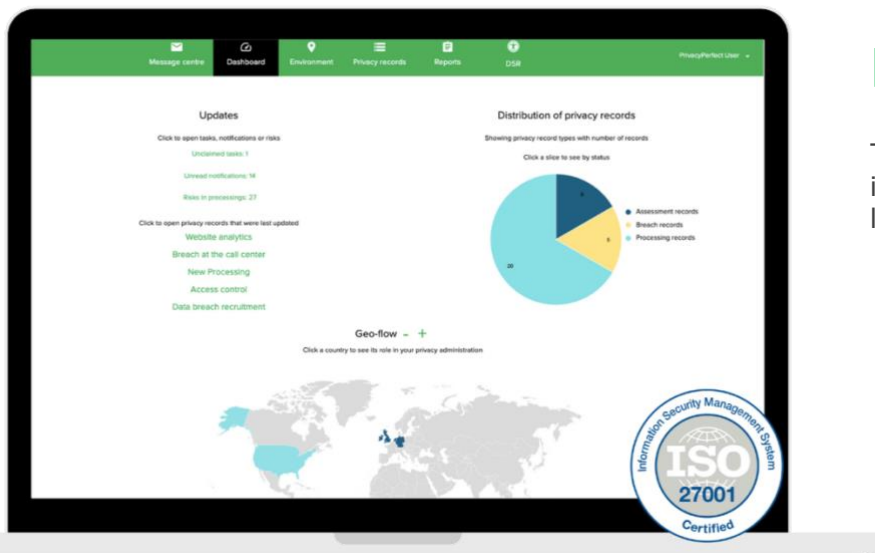 Message centre
Dashboard
Environment
Privacy records
Reports
DSR
PrivacyPerfect User
Updates
Click to open tasks, notifications or risks
Unclaimed tasks: 1
Unread notifications: 14
Risks in processings: 27
Click to open privacy records that were last updated
Website analytics
Breach at the call center
New Processing
Access control
Data breach recruitment
Distribution of privacy records
Showing privacy record types with number of records
Click a slice to see by status
Assessment records
Breach records
Processing records
Geo-flow - +
Click a country to see its role in your privacy administration
Information Security Management System
ISO
27001
Certified